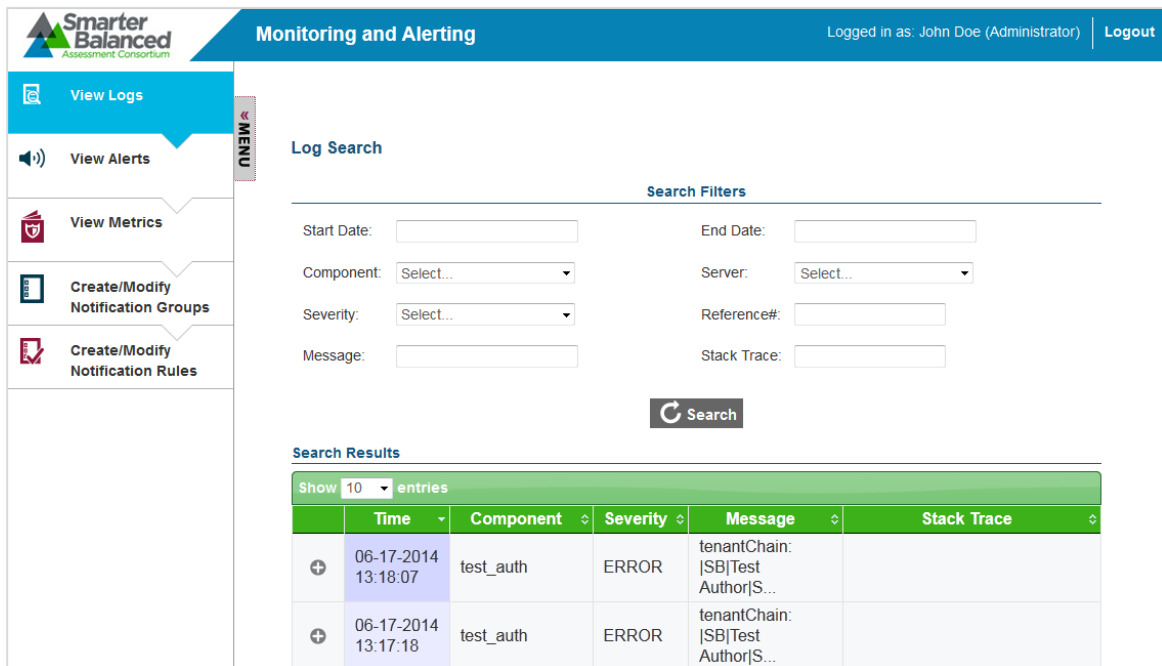 Smarter
Balanced
Assessment Consortium
Monitoring and Alerting
Logged in as: John Doe (Administrator)
Logout
View Logs
View Alerts
View Metrics
Create/Modify
Notification Groups
Create/Modify
Notification Rules
« MENU
Log Search
Search Filters
Start Date:
End Date:
Component: Select...
Server: Select...
Severity: Select...
Reference#:
Message:
Stack Trace:
Search
Search Results
Show 10 entries
Time Component Severity Message Stack Trace
06-17-2014
13:18:07
test_auth
ERROR
tenantChain:
|SB|Test
Author|S...
06-17-2014
13:17:18
test_auth
ERROR
tenantChain:
|SB|Test
Author|S...